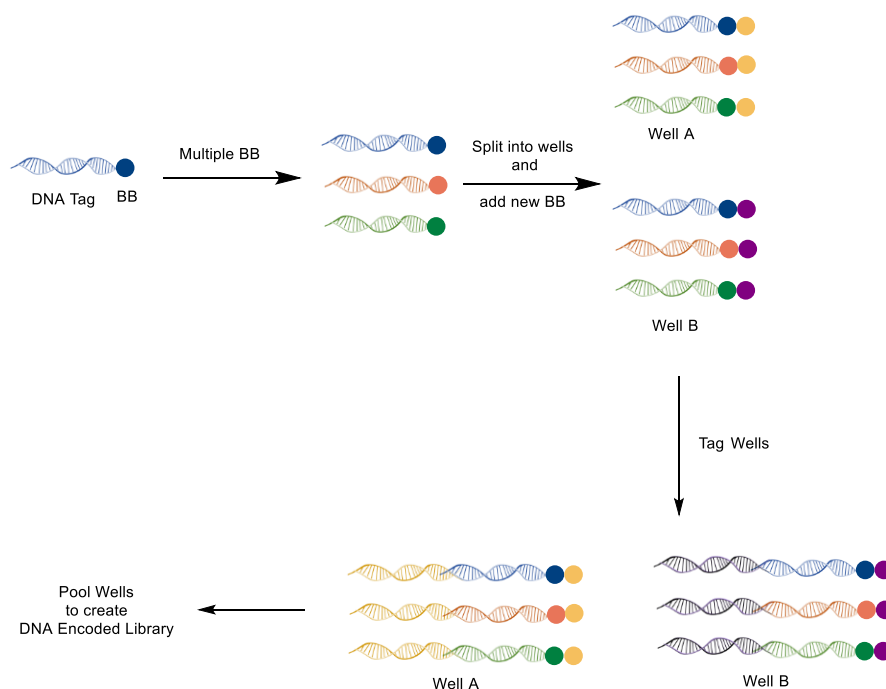 DNA Tag
BB
Multiple BB
Split into wells
and
add new BB
Well A
Well B
Tag Wells
Well B
Well A
Pool Wells
to create
DNA Encoded Library